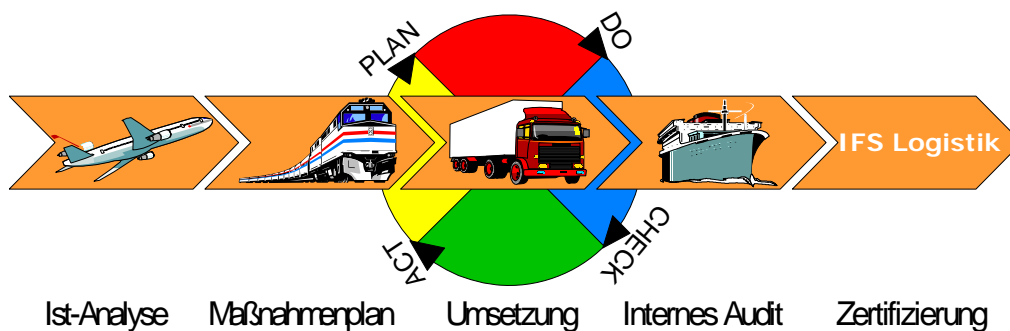 PLAN
DO
IFS Logistik
ACT
CHECK
Ist-Analyse
Maßnahmenplan
Umsetzung
Internes Audit
Zertifizierung